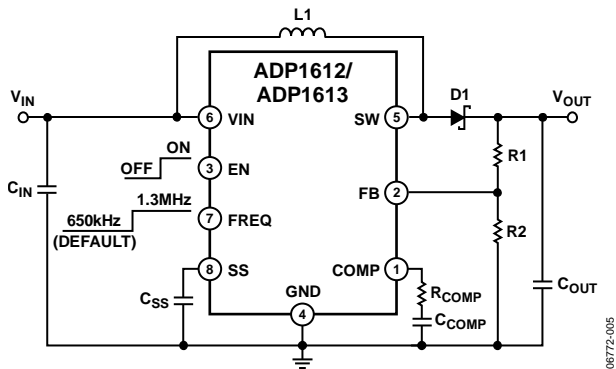 L1
ADP1612/
ADP1613
VIN
6
VIN
SW
5
D1
VOUT
ON
OFF
3
EN
R1
CIN
FB
2
1.3MHz
650kHz
(DEFAULT)
7
FREQ
R2
8
SS
COMP
1
CSS
GND
4
RCOMP
CCOMP
COUT
06772-005